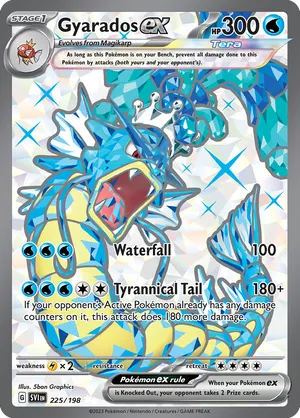 STAGE 1 Gyarados ex HP 300
Evolves from Magikarp Tera
As long as this Pokémon is on your Bench, prevent all damage done to this
Pokémon by attacks (both yours and your opponent's).
Waterfall 100
Tyrannical Tail 180+
If your opponent's Active Pokémon already has any damage
counters on it, this attack does 180 more damage.
weakness ×2 resistance retreat
Illus. 5ban Graphics
Pokémon ex rule When your Pokémon ex
G SVI EN 225/198 is Knocked Out, your opponent takes 2 Prize cards.
©2023 Pokémon / Nintendo / Creatures / GAME FREAK